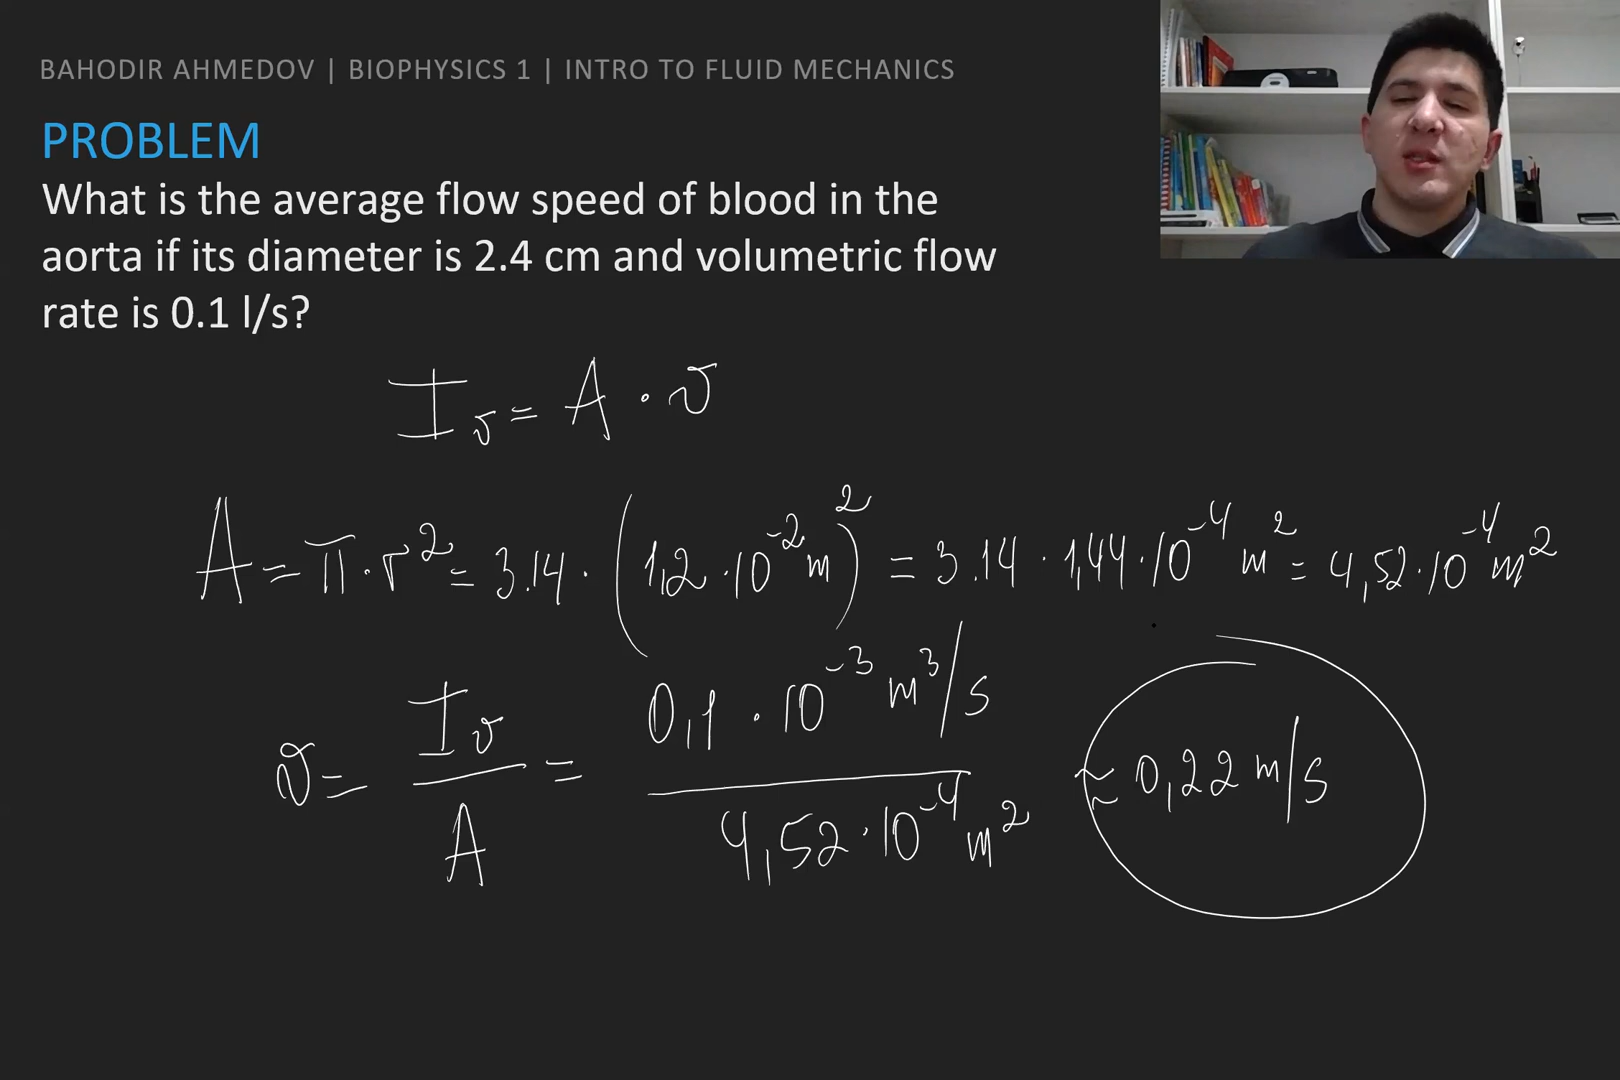 BAHODIR AHMEDOV | BIOPHYSICS 1 | INTRO TO FLUID MECHANICS
PROBLEM
What is the average flow speed of blood in the
aorta if its diameter is 2.4 cm and volumetric flow
rate is 0.1 l/s?
I_v = A · v
A = π · r² = 3.14 · (1,2 · 10⁻² m)² = 3.14 · 1,44 · 10⁻⁴ m² = 4,52 · 10⁻⁴ m²
v = I_v / A = 0,1 · 10⁻³ m³/s / 4,52 · 10⁻⁴ m² ≈ 0,22 m/s